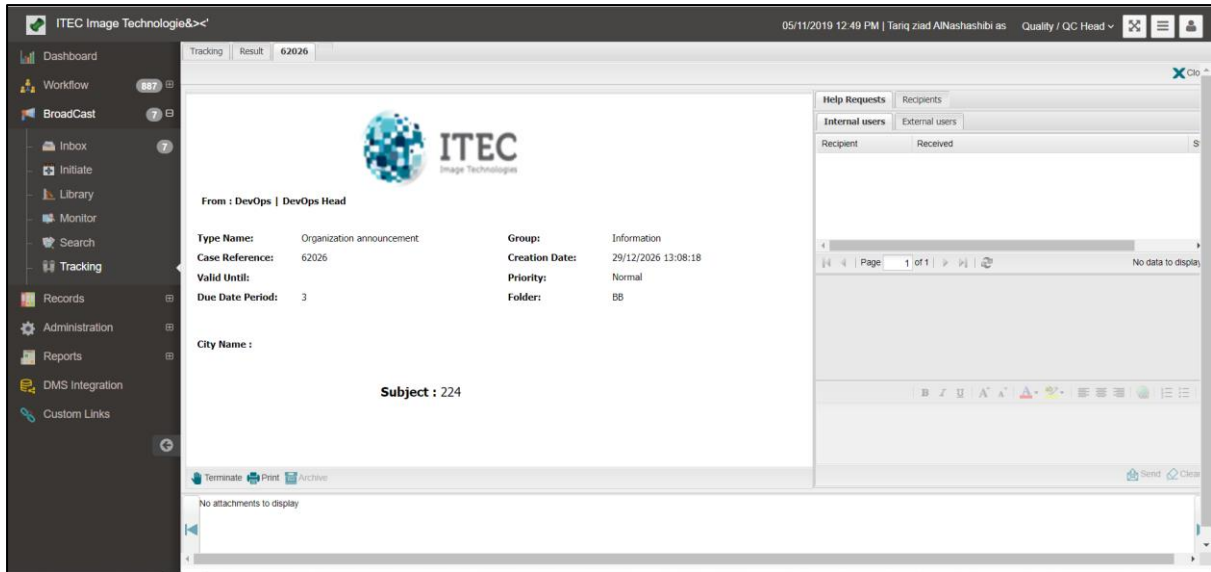 ITEC Image Technologie&><'
05/11/2019 12:49 PM | Tariq ziad AlNashashibi as Quality / QC Head
Dashboard
Workflow 887
BroadCast 7
Inbox 7
Initiate
Library
Monitor
Search
Tracking
Records
Administration
Reports
DMS Integration
Custom Links
Tracking Result 62026
Clo
ITEC
Image Technologies
From : DevOps | DevOps Head
Type Name: Organization announcement Group: Information
Case Reference: 62026 Creation Date: 29/12/2026 13:08:18
Valid Until: Priority: Normal
Due Date Period: 3 Folder: BB
City Name :
Subject : 224
Terminate Print Archive
No attachments to display
Help Requests Recipients
Internal users External users
Recipient Received S
Page 1 of 1 No data to display
B I U A A A
Send Clear